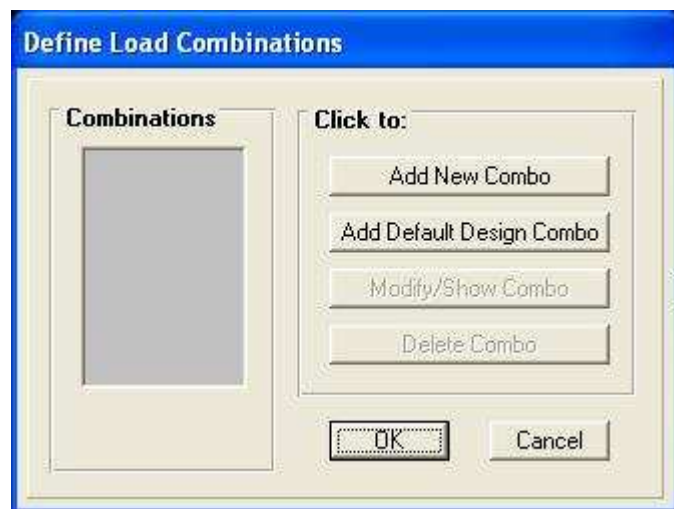 Define Load Combinations
Combinations
Click to:
Add New Combo
Add Default Design Combo
Modify/Show Combo
Delete Combo
OK
Cancel